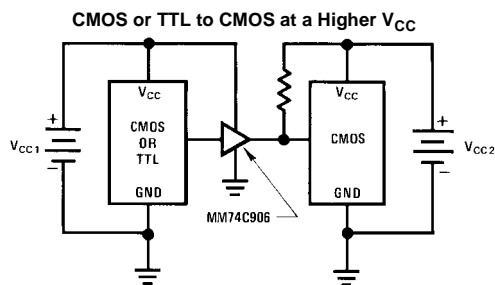 CMOS or TTL to CMOS at a Higher VCC
VCC
VCC
+
CMOS
OR
TTL
CMOS
+
VCC1
VCC2
−
−
GND
GND
MM74C906